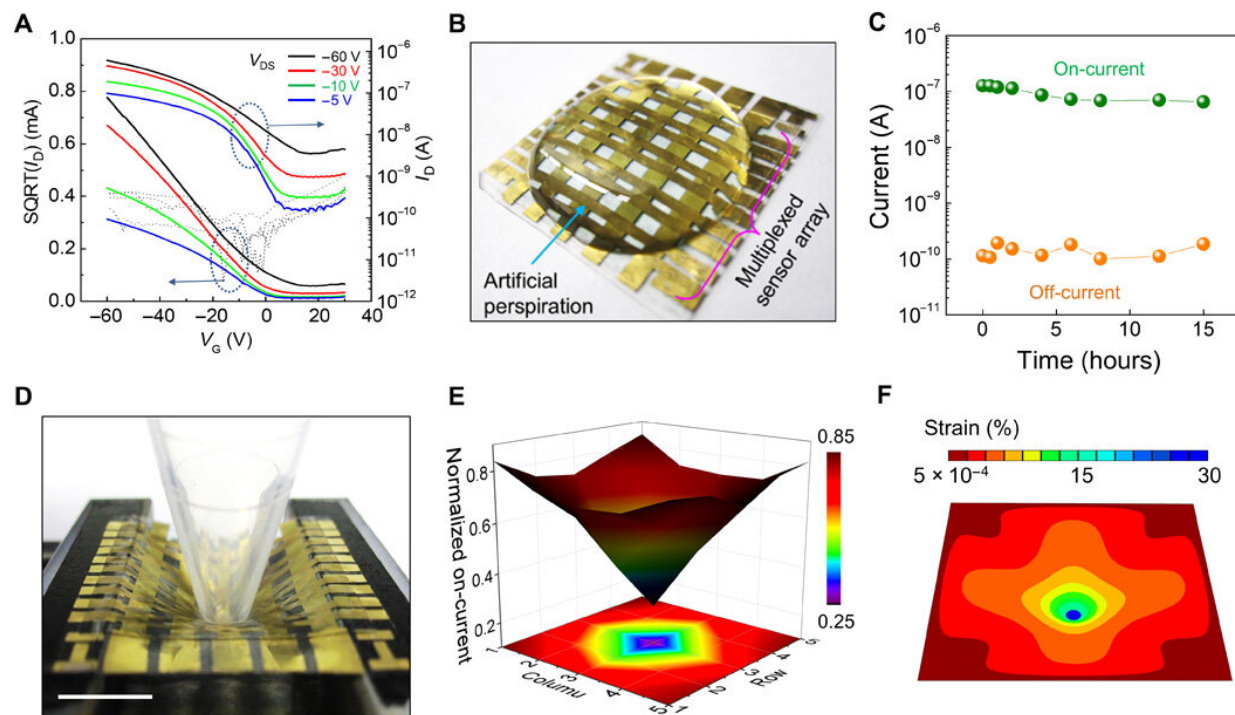 A
SQRT(I_D) (mA)
1.0
0.8
0.6
0.4
0.2
0.0
V_DS
−60 V
−30 V
−10 V
−5 V
10⁻⁶
10⁻⁷
10⁻⁸
10⁻⁹
10⁻¹⁰
10⁻¹¹
10⁻¹²
I_D (A)
−60 −40 −20 0 20 40
V_G (V)
B
Artificial
perspiration
Multiplexed
sensor array
C
Current (A)
10⁻⁶
10⁻⁷
10⁻⁸
10⁻⁹
10⁻¹⁰
10⁻¹¹
On-current
Off-current
0 5 10 15
Time (hours)
D
E
Normalized on-current
0.8
0.6
0.4
0.2
0.85
0.25
1 2 3 4 5
Columu
1 2 3 4 5
Row
F
Strain (%)
5 × 10⁻⁴ 15 30